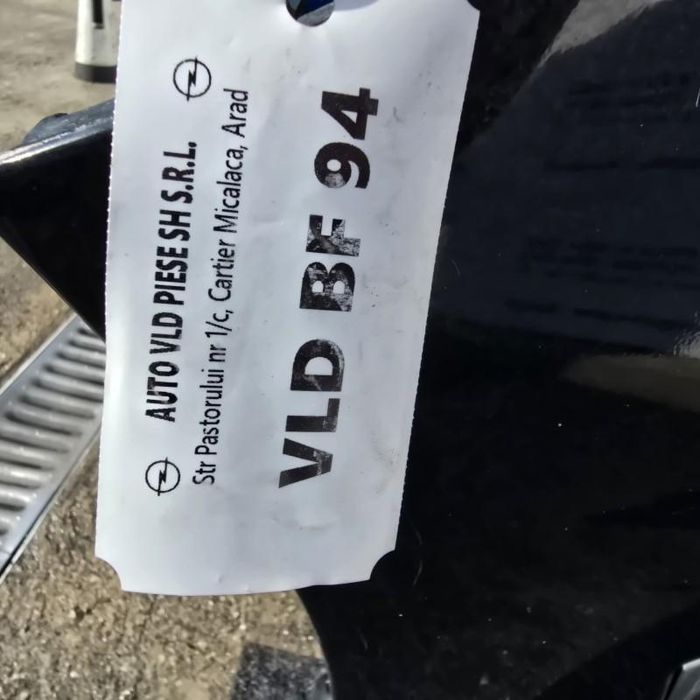 AUTO VLD PIESE SH S.R.L.
Str Pastorului nr 1/c, Cartier Micalaca, Arad
VLD BF 94